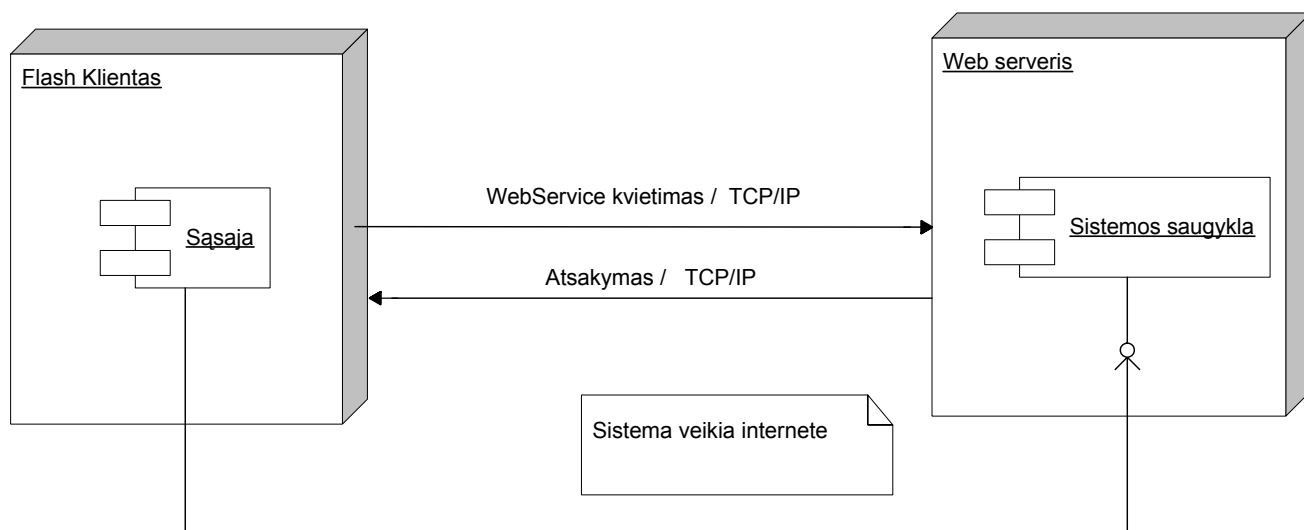 Flash Klientas
Web serveris
WebService kvietimas / TCP/IP
Sąsaja
Sistemos saugykla
Atsakymas / TCP/IP
Sistema veikia internete